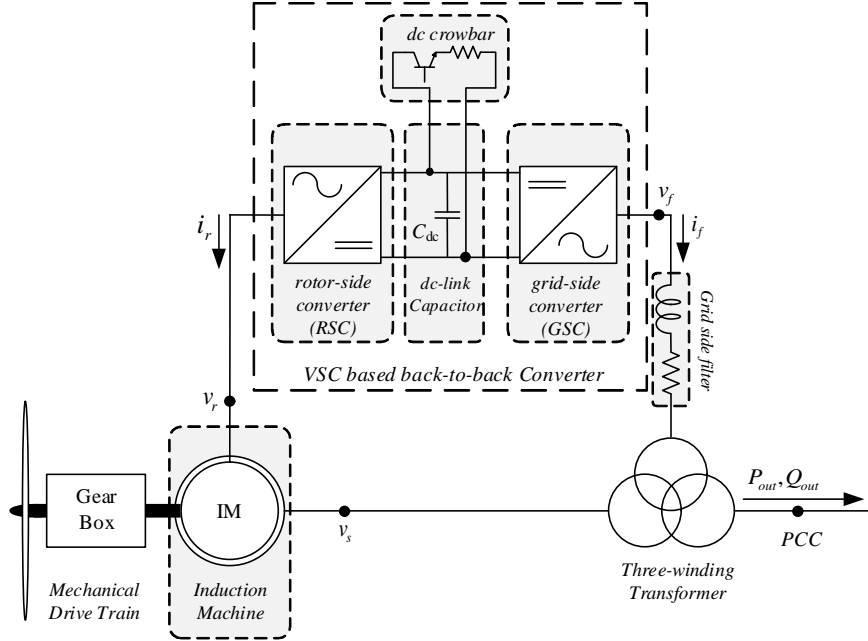 dc crowbar
v_f
i_r
C_dc
i_f
rotor-side
converter
(RSC)
dc-link
Capacitor
grid-side
converter
(GSC)
Grid side filter
VSC based back-to-back Converter
v_r
Gear
Box
IM
v_s
P_out, Q_out
PCC
Mechanical
Drive Train
Induction
Machine
Three-winding
Transformer